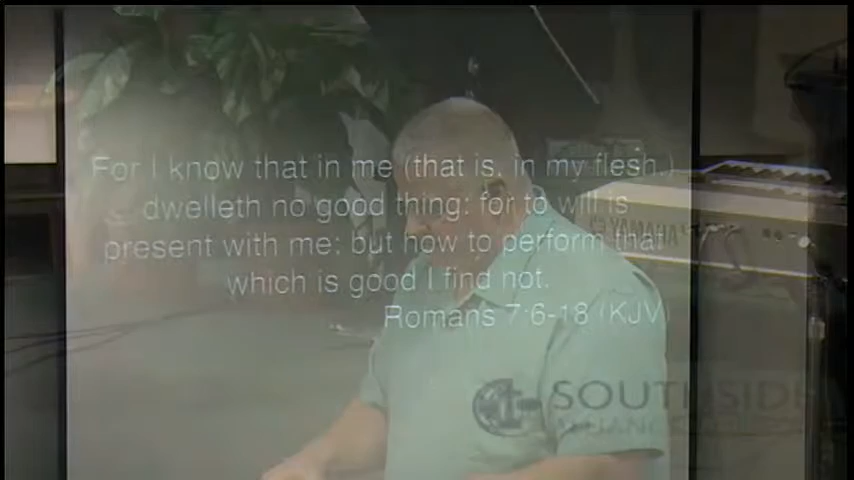 For I know that in me (that is, in my flesh,)
dwelleth no good thing: for to will is
present with me: but how to perform that
which is good I find not.
Romans 7:6-18 (KJV)
YAMAHA
SOUTHSIDE
ALLIANCE